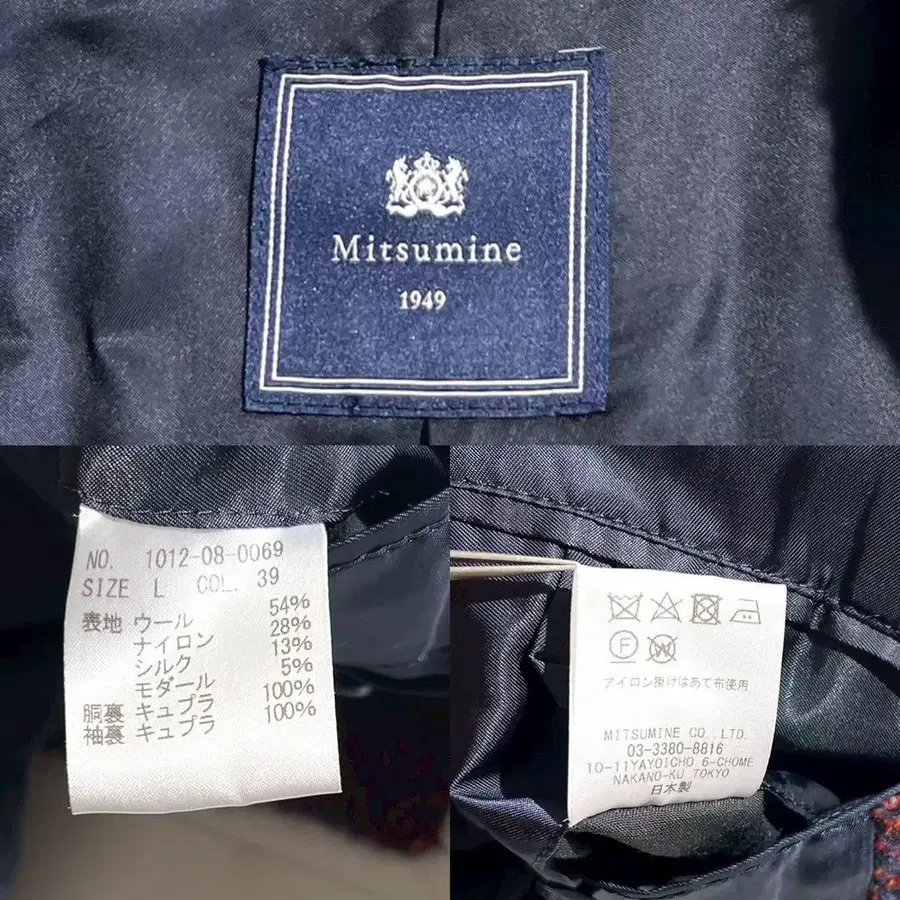 Mitsumine
1949
NO. 1012-08-0069
SIZE L COL. 39
表地 ウール 54%
ナイロン 28%
シルク 13%
モダール 5%
胴裏 キュプラ 100%
袖裏 キュプラ 100%
F W
アイロン掛けはあて布使用
MITSUMINE CO.,LTD.
03-3380-8816
10-11YAYOICHO 6-CHOME
NAKANO-KU TOKYO
日本製